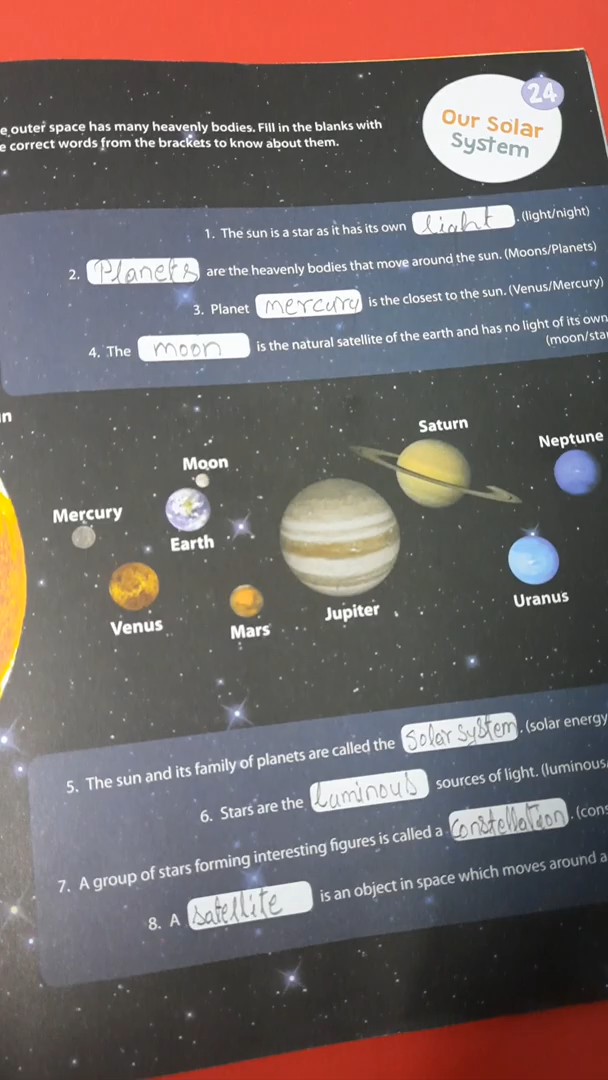 24
Our Solar
System
e outer space has many heavenly bodies. Fill in the blanks with
e correct words from the brackets to know about them.
1. The sun is a star as it has its own light. (light/night)
2. Planets are the heavenly bodies that move around the sun. (Moons/Planets)
3. Planet mercury is the closest to the sun. (Venus/Mercury)
4. The moon is the natural satellite of the earth and has no light of its own
(moon/sta
n
Saturn
Neptune
Moon
Mercury
Earth
Uranus
Jupiter
Venus
Mars
5. The sun and its family of planets are called the Solar System. (solar energy
6. Stars are the Luminous sources of light. (luminous
7. A group of stars forming interesting figures is called a Constellation. (cons
8. A Satellite is an object in space which moves around a